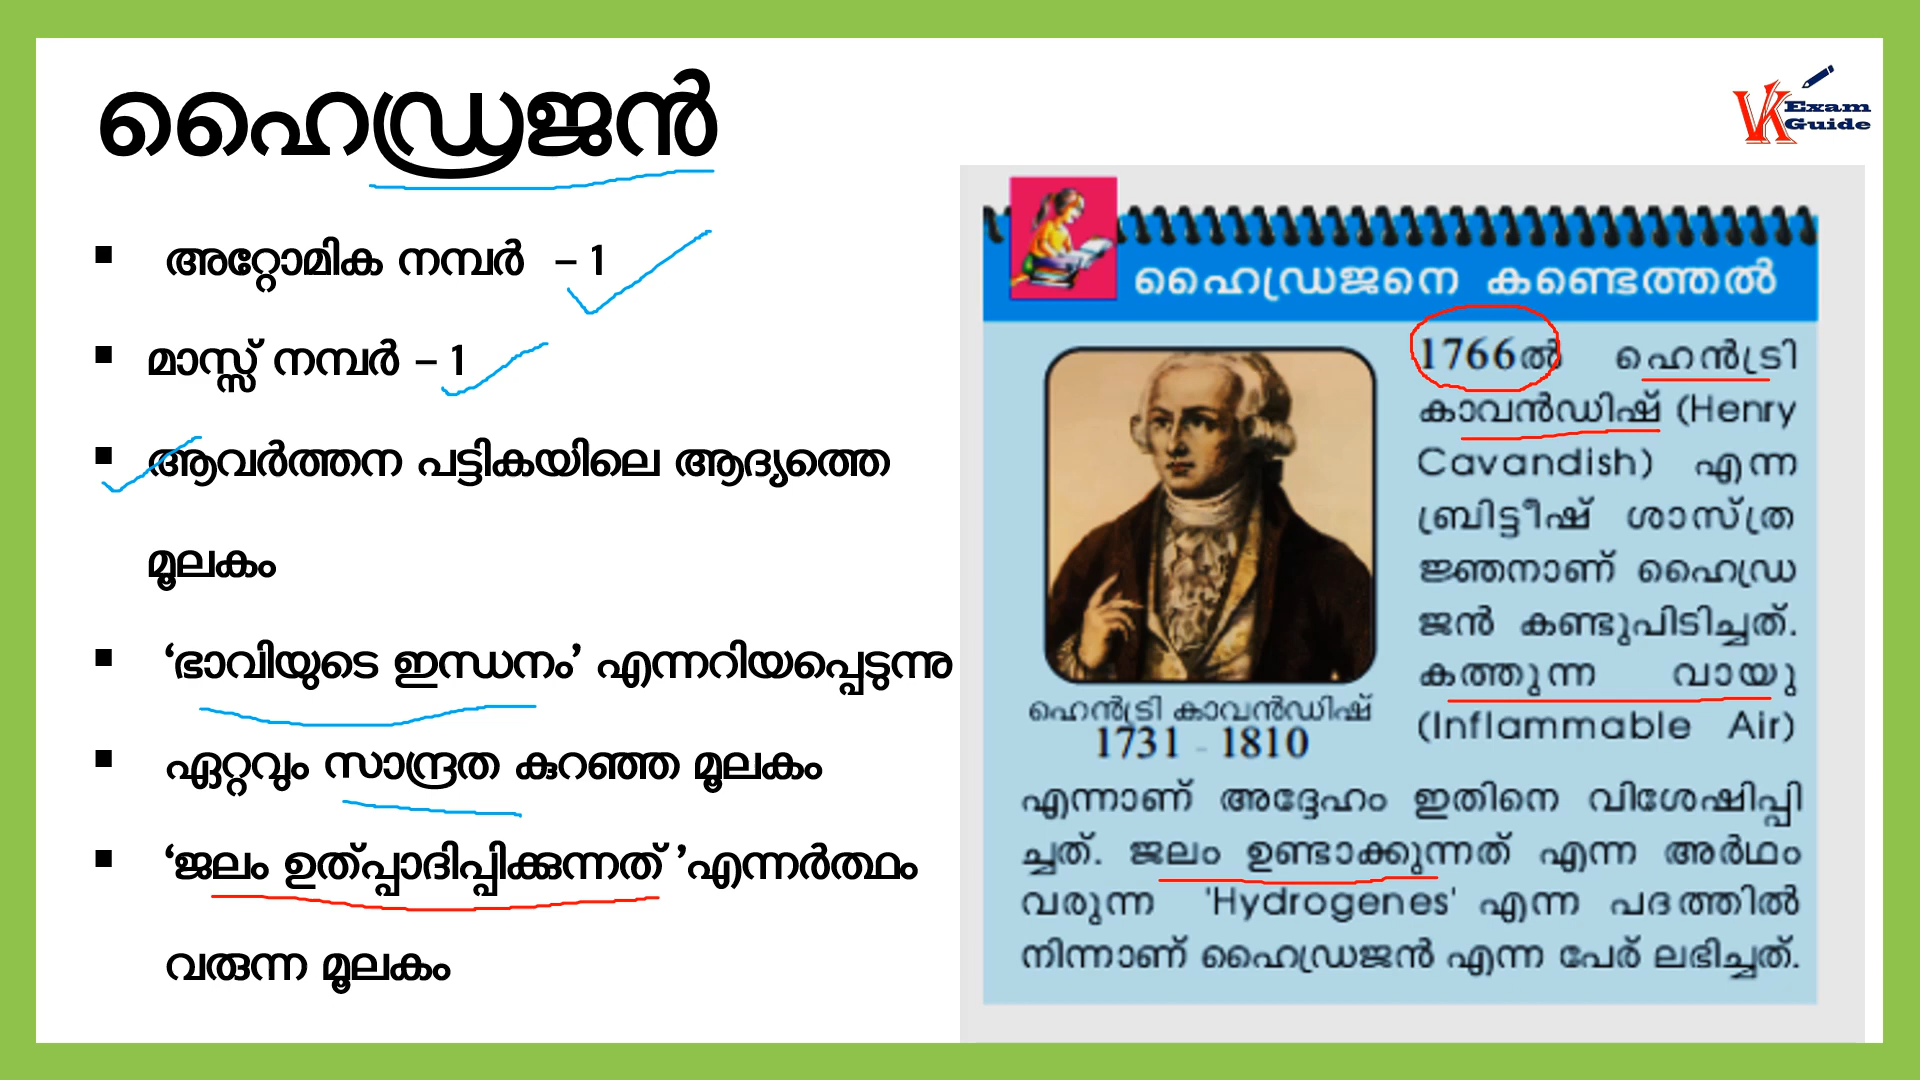 ഹൈഡ്രജൻ
VK Exam Guide
▪ അറ്റോമിക നമ്പർ – 1
▪ മാസ്സ് നമ്പർ – 1
▪ ആവർത്തന പട്ടികയിലെ ആദ്യത്തെ
മൂലകം
▪ ‘ഭാവിയുടെ ഇന്ധനം’ എന്നറിയപ്പെടുന്നു
▪ ഏറ്റവും സാന്ദ്രത കുറഞ്ഞ മൂലകം
▪ ‘ജലം ഉത്പ്പാദിപ്പിക്കുന്നത് ’എന്നർത്ഥം
വരുന്ന മൂലകം
ഹൈഡ്രജനെ കണ്ടെത്തൽ
1766ൽ ഹെൻട്രി
കാവൻഡിഷ് (Henry
Cavandish) എന്ന
ബ്രിട്ടീഷ് ശാസ്ത്ര
ജ്ഞനാണ് ഹൈഡ്ര
ജൻ കണ്ടുപിടിച്ചത്.
കത്തുന്ന വായു
(Inflammable Air)
ഹെൻട്രി കാവൻഡിഷ്
1731 - 1810
എന്നാണ് അദ്ദേഹം ഇതിനെ വിശേഷിപ്പി
ച്ചത്. ജലം ഉണ്ടാക്കുന്നത് എന്ന അർഥം
വരുന്ന 'Hydrogenes' എന്ന പദത്തിൽ
നിന്നാണ് ഹൈഡ്രജൻ എന്ന പേര് ലഭിച്ചത്.